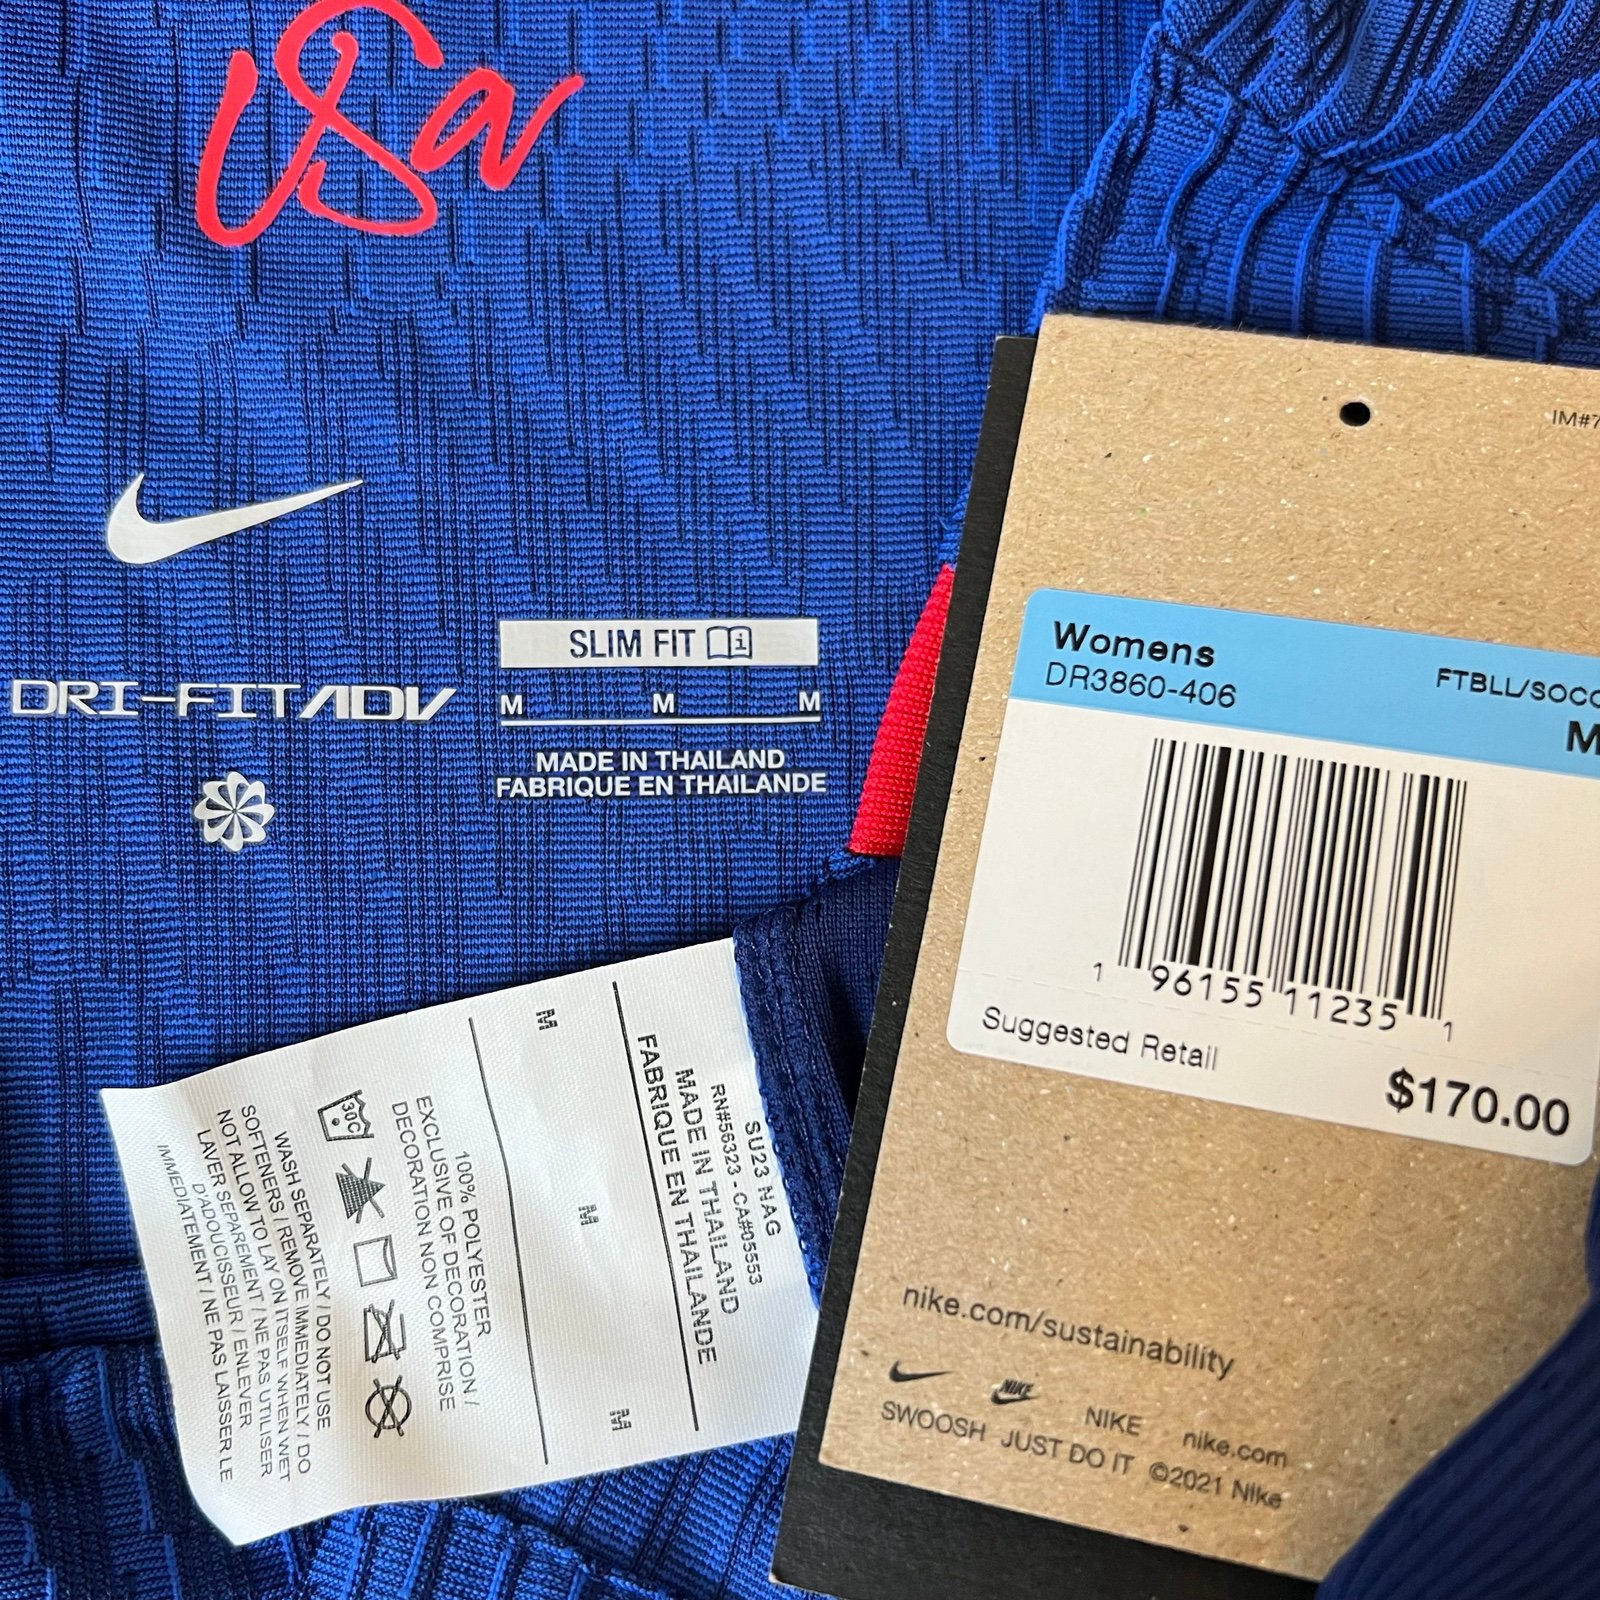 USA
SLIM FIT
DRI-FIT ADV
M M M
MADE IN THAILAND
FABRIQUE EN THAILANDE
SU23 NAG
RN#56323 - CA#05553
MADE IN THAILAND
FABRIQUE EN THAILANDE
M M M
100% POLYESTER
EXCLUSIVE OF DECORATION /
DECORATION NON COMPRISE
30C
WASH SEPARATELY / DO NOT USE
SOFTENERS / REMOVE IMMEDIATELY / DO
NOT ALLOW TO LAY ON ITSELF WHEN WET
LAVER SEPAREMENT / NE PAS UTILISER
D'ADOUCISSEUR / ENLEVER
IMMEDIATEMENT / NE PAS LAISSER LE
IM#7
Womens
DR3860-406
FTBLL/SOCC
M
1 96155 11235 1
Suggested Retail
$170.00
nike.com/sustainability
NIKE
NIKE
nike.com
SWOOSH JUST DO IT ©2021 Nike